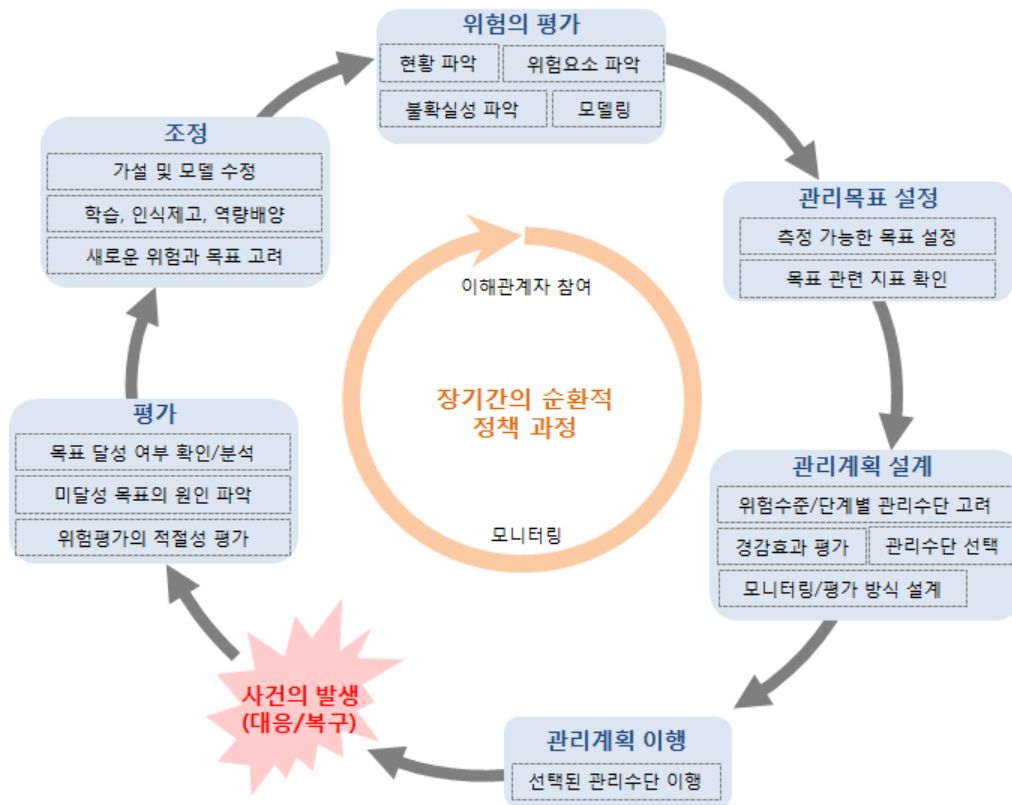 위험의 평가
현황 파악
위험요소 파악
불확실성 파악
모델링
관리목표 설정
측정 가능한 목표 설정
목표 관련 지표 확인
관리계획 설계
위험수준/단계별 관리수단 고려
경감효과 평가
관리수단 선택
모니터링/평가 방식 설계
관리계획 이행
선택된 관리수단 이행
사건의 발생
(대응/복구)
평가
목표 달성 여부 확인/분석
미달성 목표의 원인 파악
위험평가의 적절성 평가
조정
가설 및 모델 수정
학습, 인식제고, 역량배양
새로운 위험과 목표 고려
이해관계자 참여
장기간의 순환적
정책 과정
모니터링